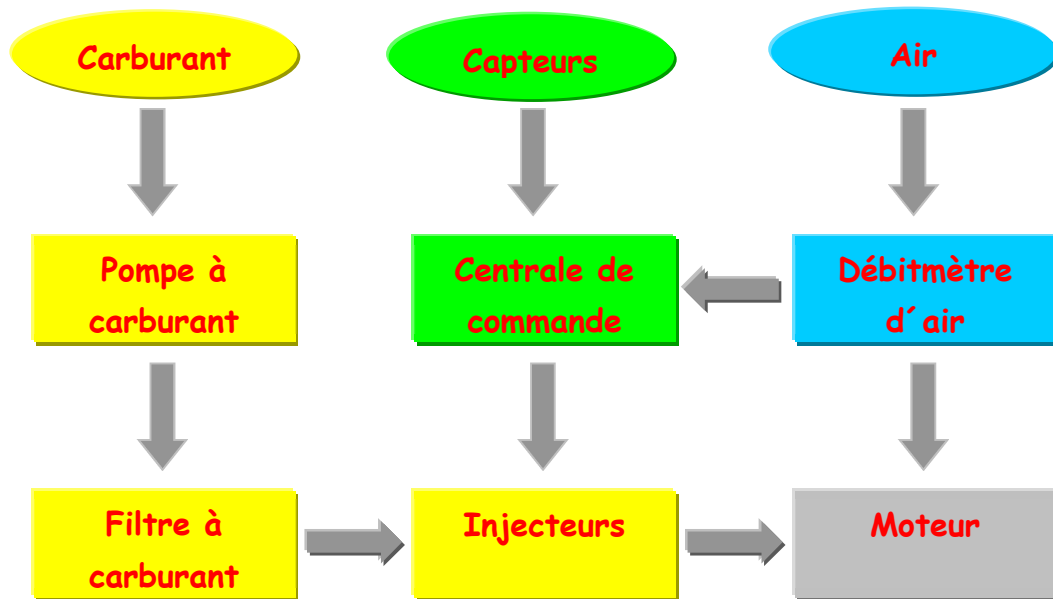 Carburant
Capteurs
Air
Pompe à
carburant
Centrale de
commande
Débitmètre
d´air
Filtre à
carburant
Injecteurs
Moteur